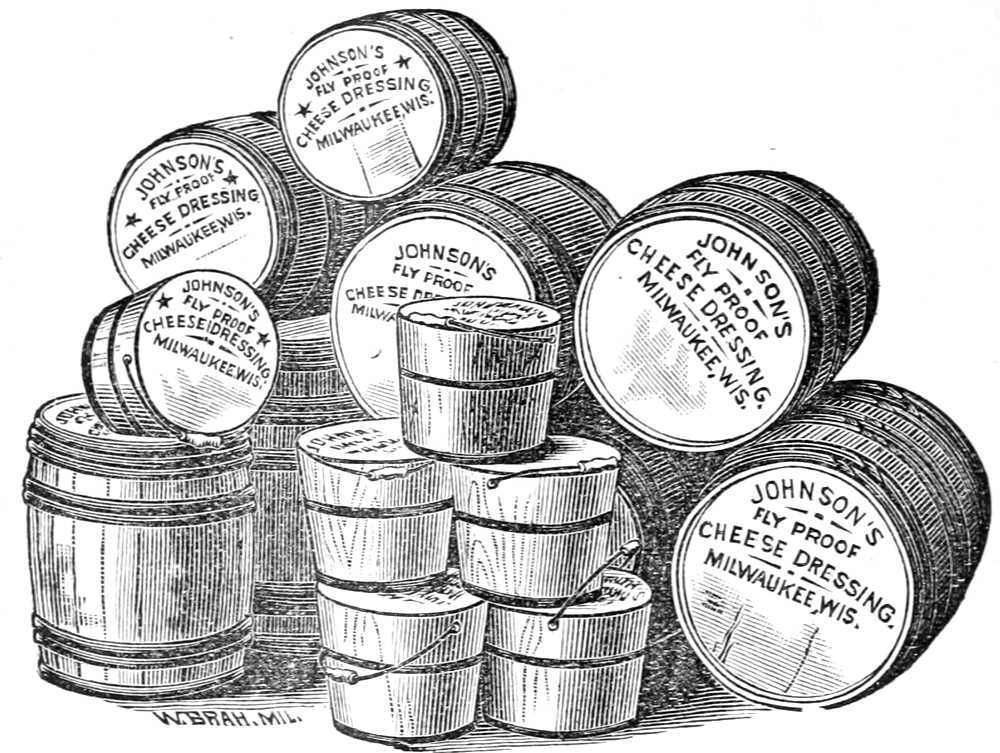 JOHNSON'S
FLY PROOF
CHEESE DRESSING.
MILWAUKEE, WIS.
JOHNSON'S
FLY PROOF
CHEESE DRESSING
MILWAUKEE, WIS.
JOHNSON'S
FLY PROOF
CHEESE DRESSING
MILWAUKEE, WIS.
JOHNSON'S
FLY PROOF
CHEESE
JOHNSON'S
FLY PROOF
CHEESE DRESSING.
MILWAUKEE, WIS.
JOHNSON'S
FLY PROOF
CHEESE DRESSING.
MILWAUKEE, WIS.
W. BRAH. MIL.